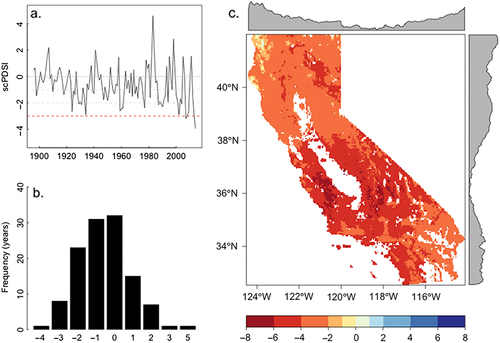 a.
scPDSI
4
2
0
−2
−4
1900 1920 1940 1960 1980 2000
b.
Frequency (years)
40
30
20
10
0
−4 −3 −2 −1 0 1 2 3 5
c.
40°N
38°N
36°N
34°N
124°W 122°W 120°W 118°W 116°W
−8 −6 −4 −2 0 2 4 6 8